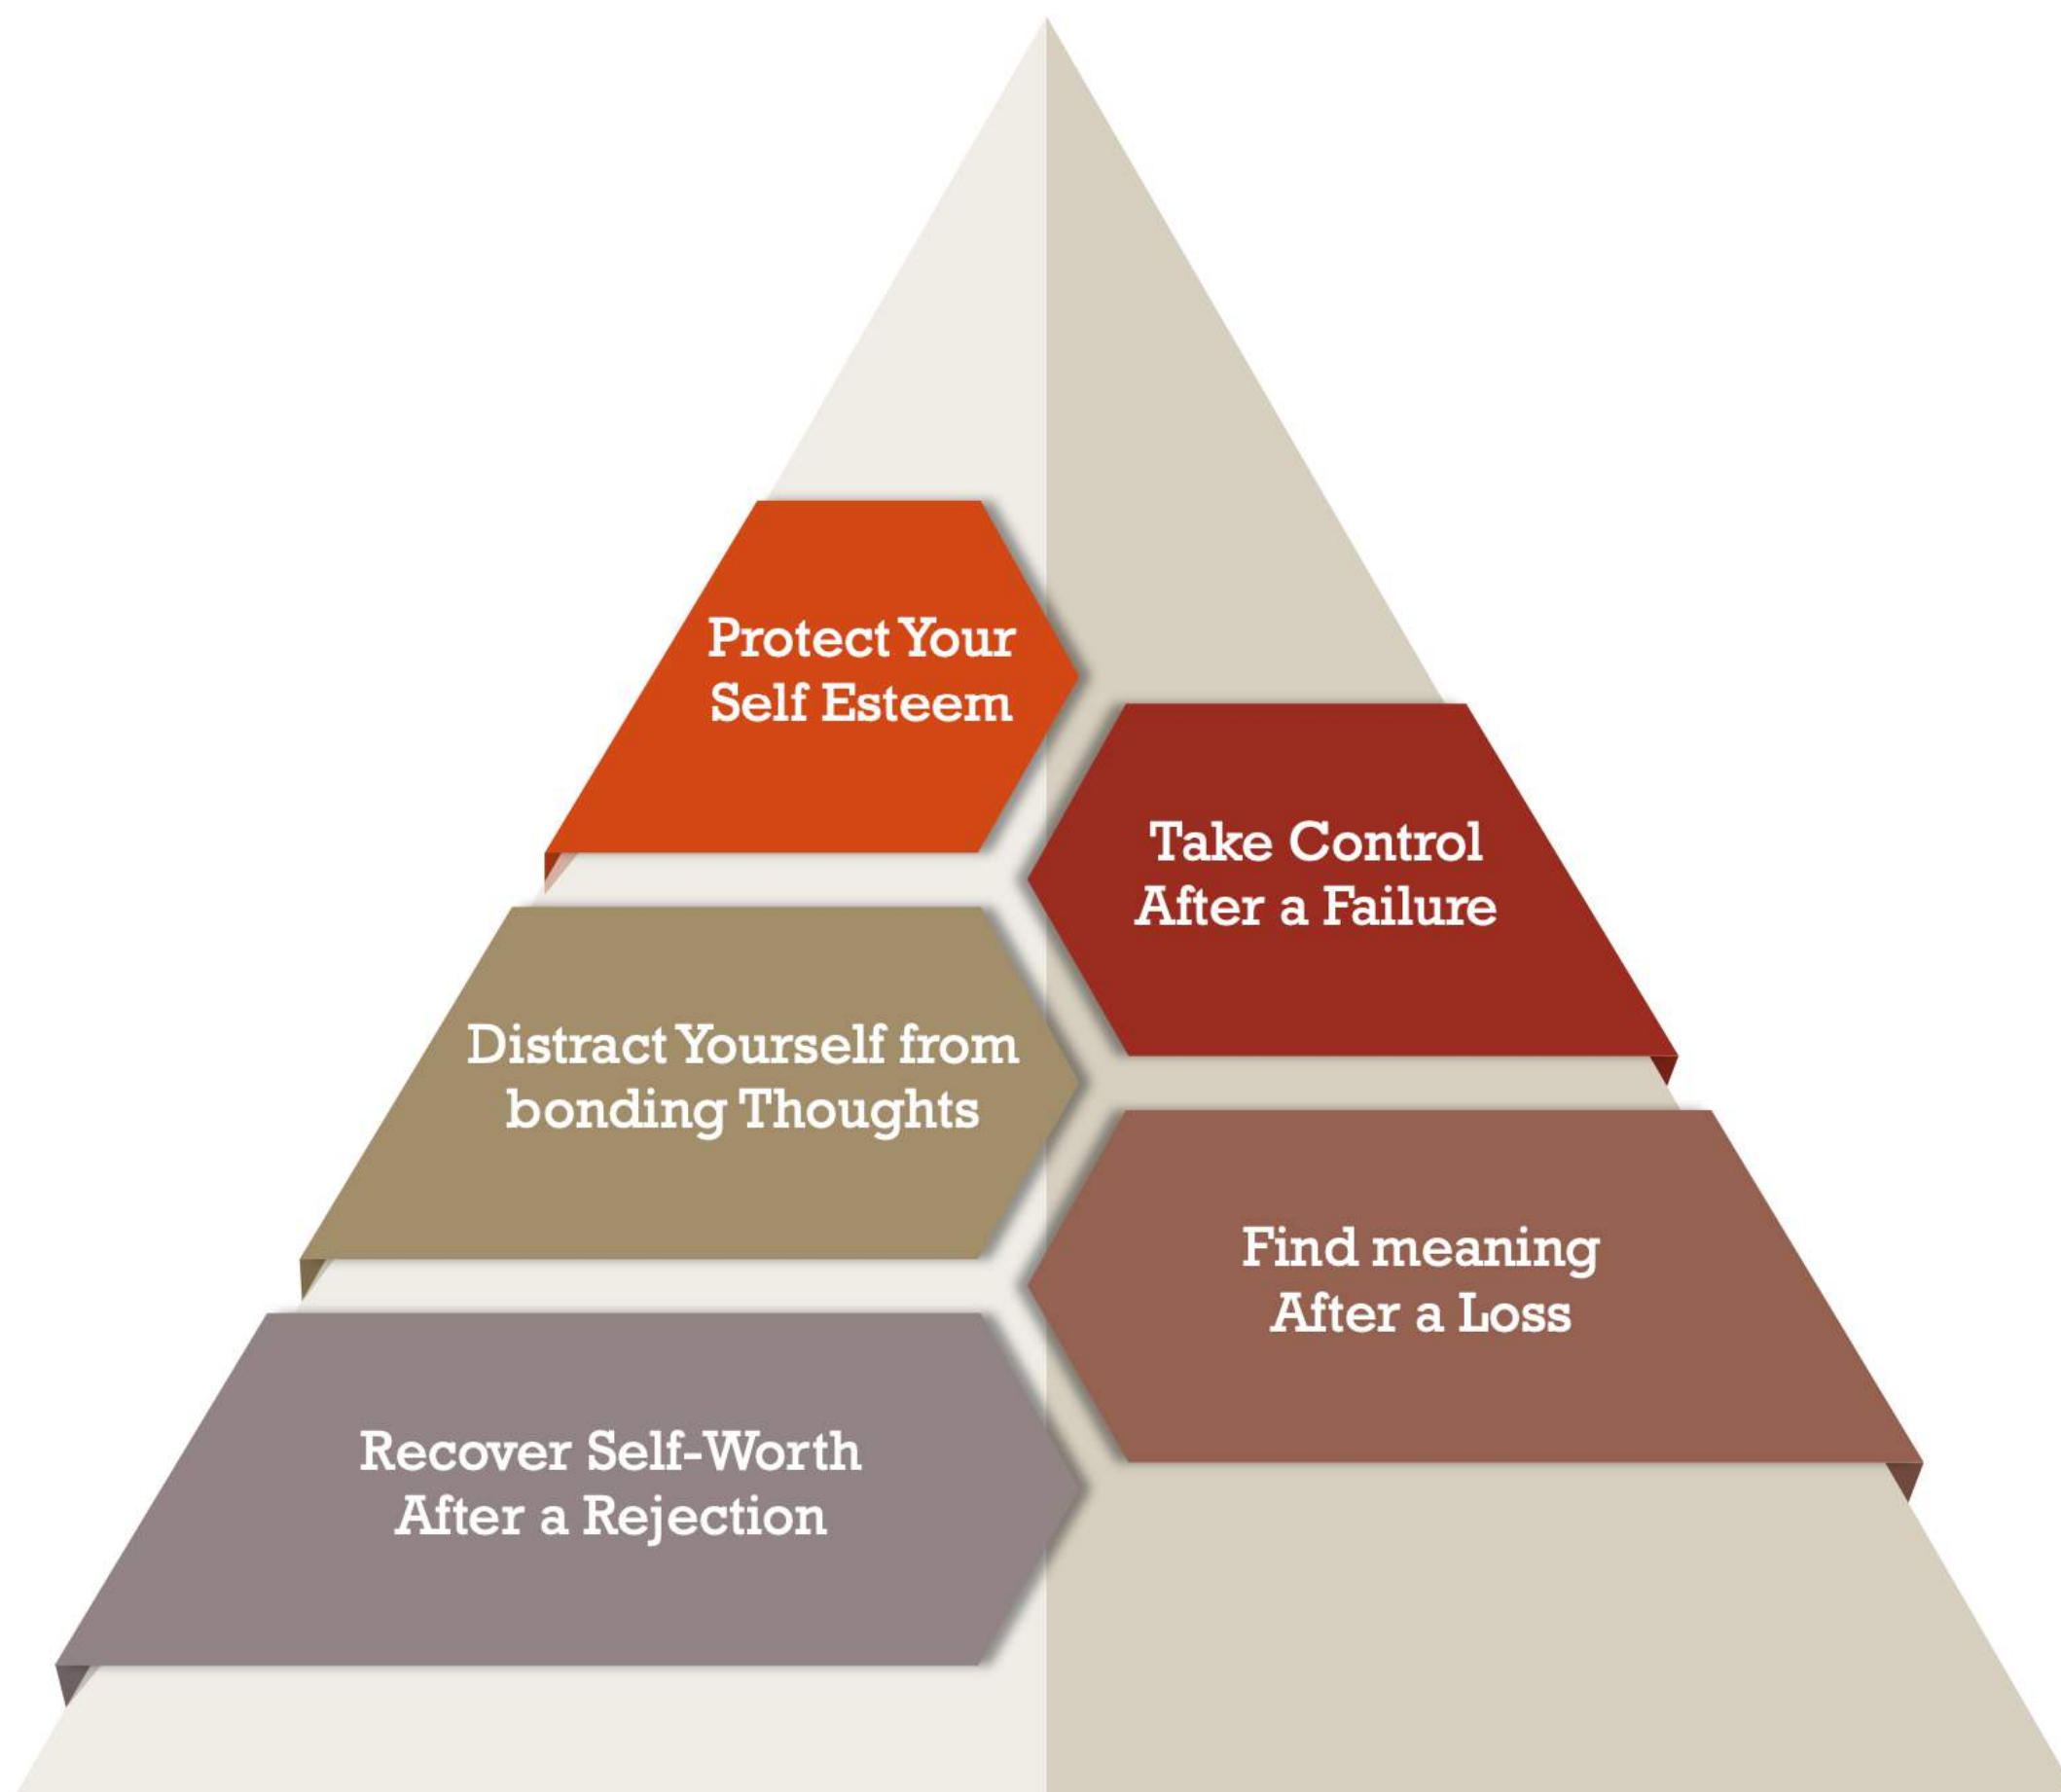 Protect Your
Self Esteem
Take Control
After a Failure
Distract Yourself from
bonding Thoughts
Find meaning
After a Loss
Recover Self-Worth
After a Rejection